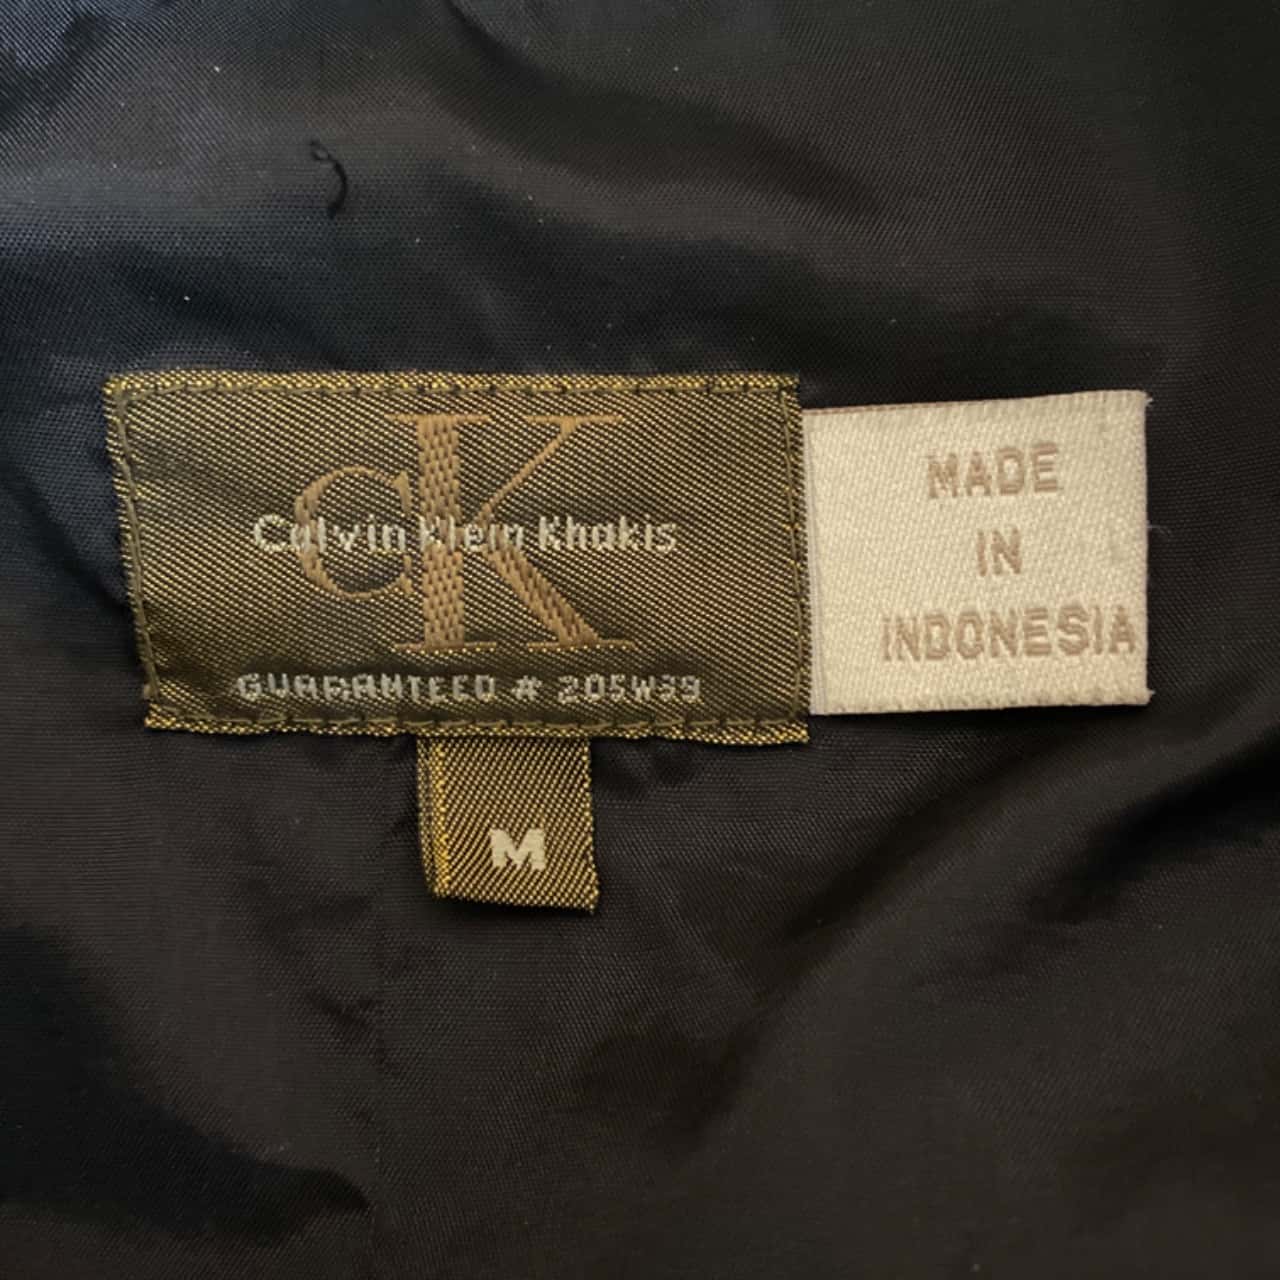 cK
Calvin Klein Khakis
GUARANTEED # 205W39
M
MADE
IN
INDONESIA